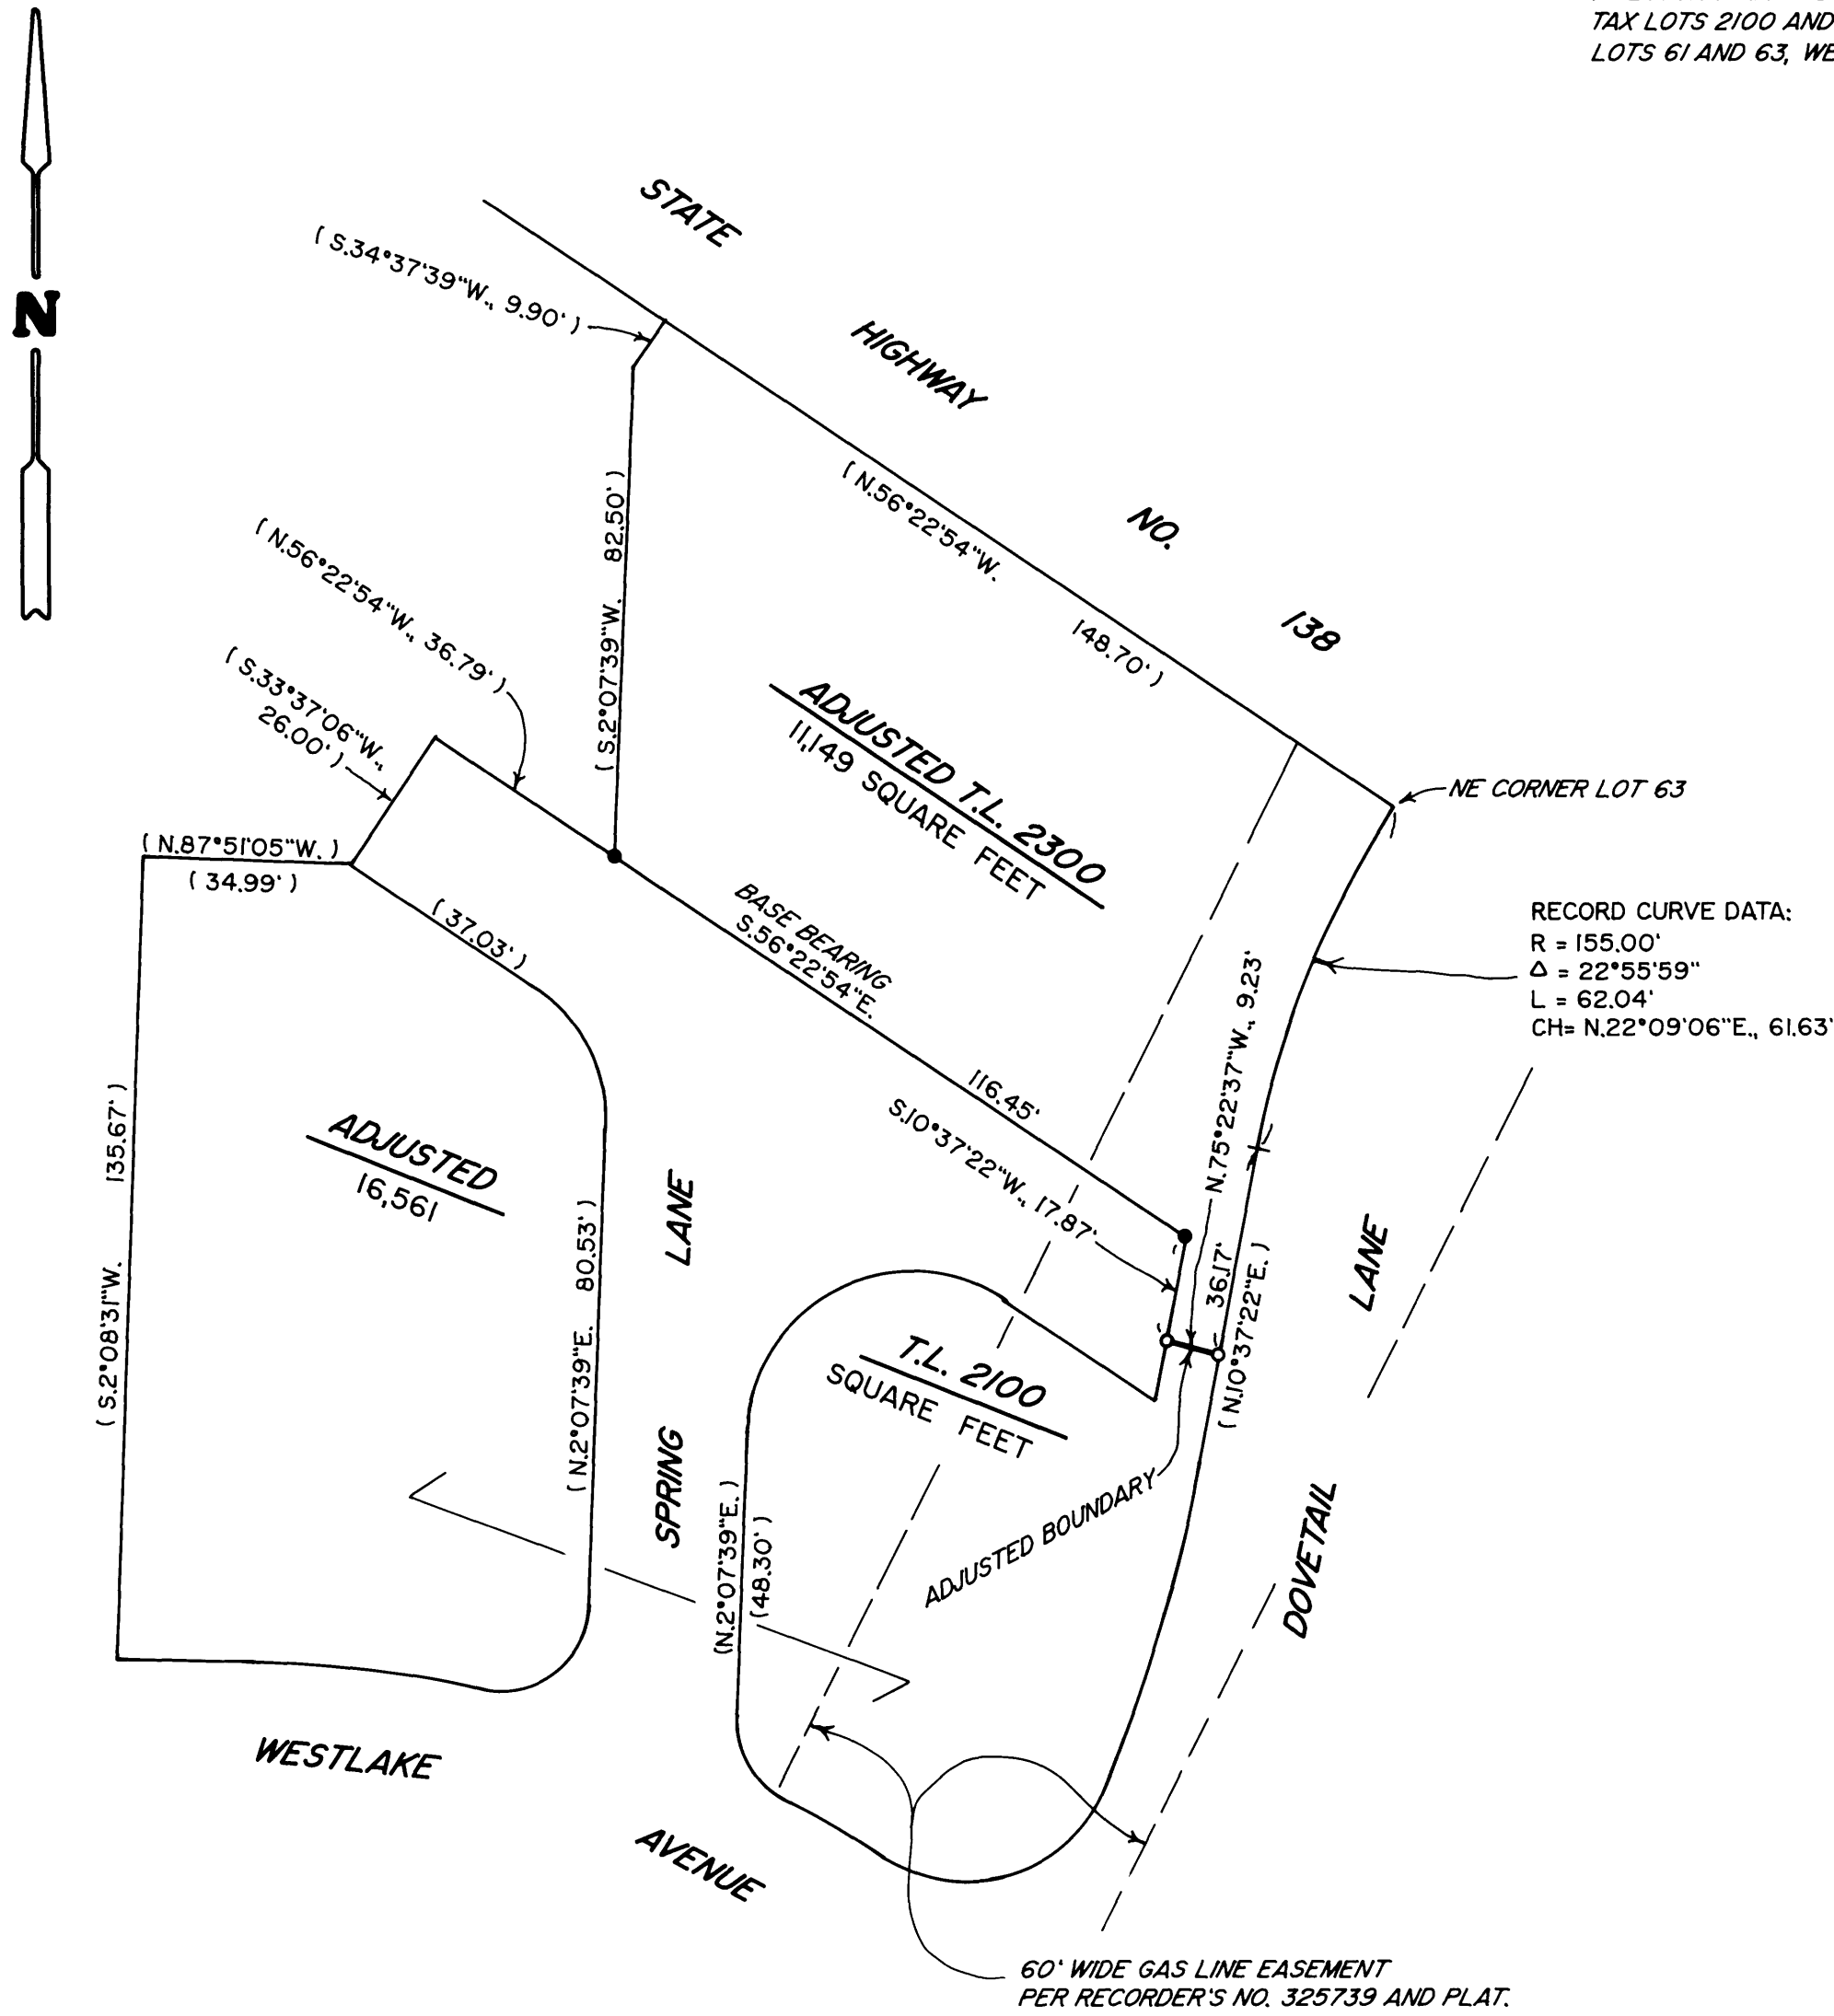 TAX LOTS 2100 AND
LOTS 61 AND 63, WE
N
STATE
HIGHWAY
NO.
138
( S.34°37'39"W., 9.90' )
( N.56°22'54"W.
148.70' )
( S.2°07'39"W. 82.50' )
( N.56°22'54"W., 36.79' )
( S.33°37'06"W.,
26.00' )
ADJUSTED T.L. 2300
11,149 SQUARE FEET
NE CORNER LOT 63
( N.87°51'05"W. )
( 34.99' )
( 37.03' )
BASE BEARING
S.56°22'54"E.
116.45'
RECORD CURVE DATA:
R = 155.00'
Δ = 22°55'59"
L = 62.04'
CH= N.22°09'06"E., 61.63'
N.75°22'37"W., 9.23'
S.10°37'22"W., 17.87'
36.17'
( N.10°37'22"E. )
( S.2°08'31"W. 135.67' )
ADJUSTED
16,561
( N.2°07'39"E. 80.53' )
SPRING LANE
T.L. 2100
SQUARE FEET
(N.2°07'39"E.)
(48.30')
ADJUSTED BOUNDARY
DOVETAIL LANE
WESTLAKE
AVENUE
60' WIDE GAS LINE EASEMENT
PER RECORDER'S NO. 325739 AND PLAT.